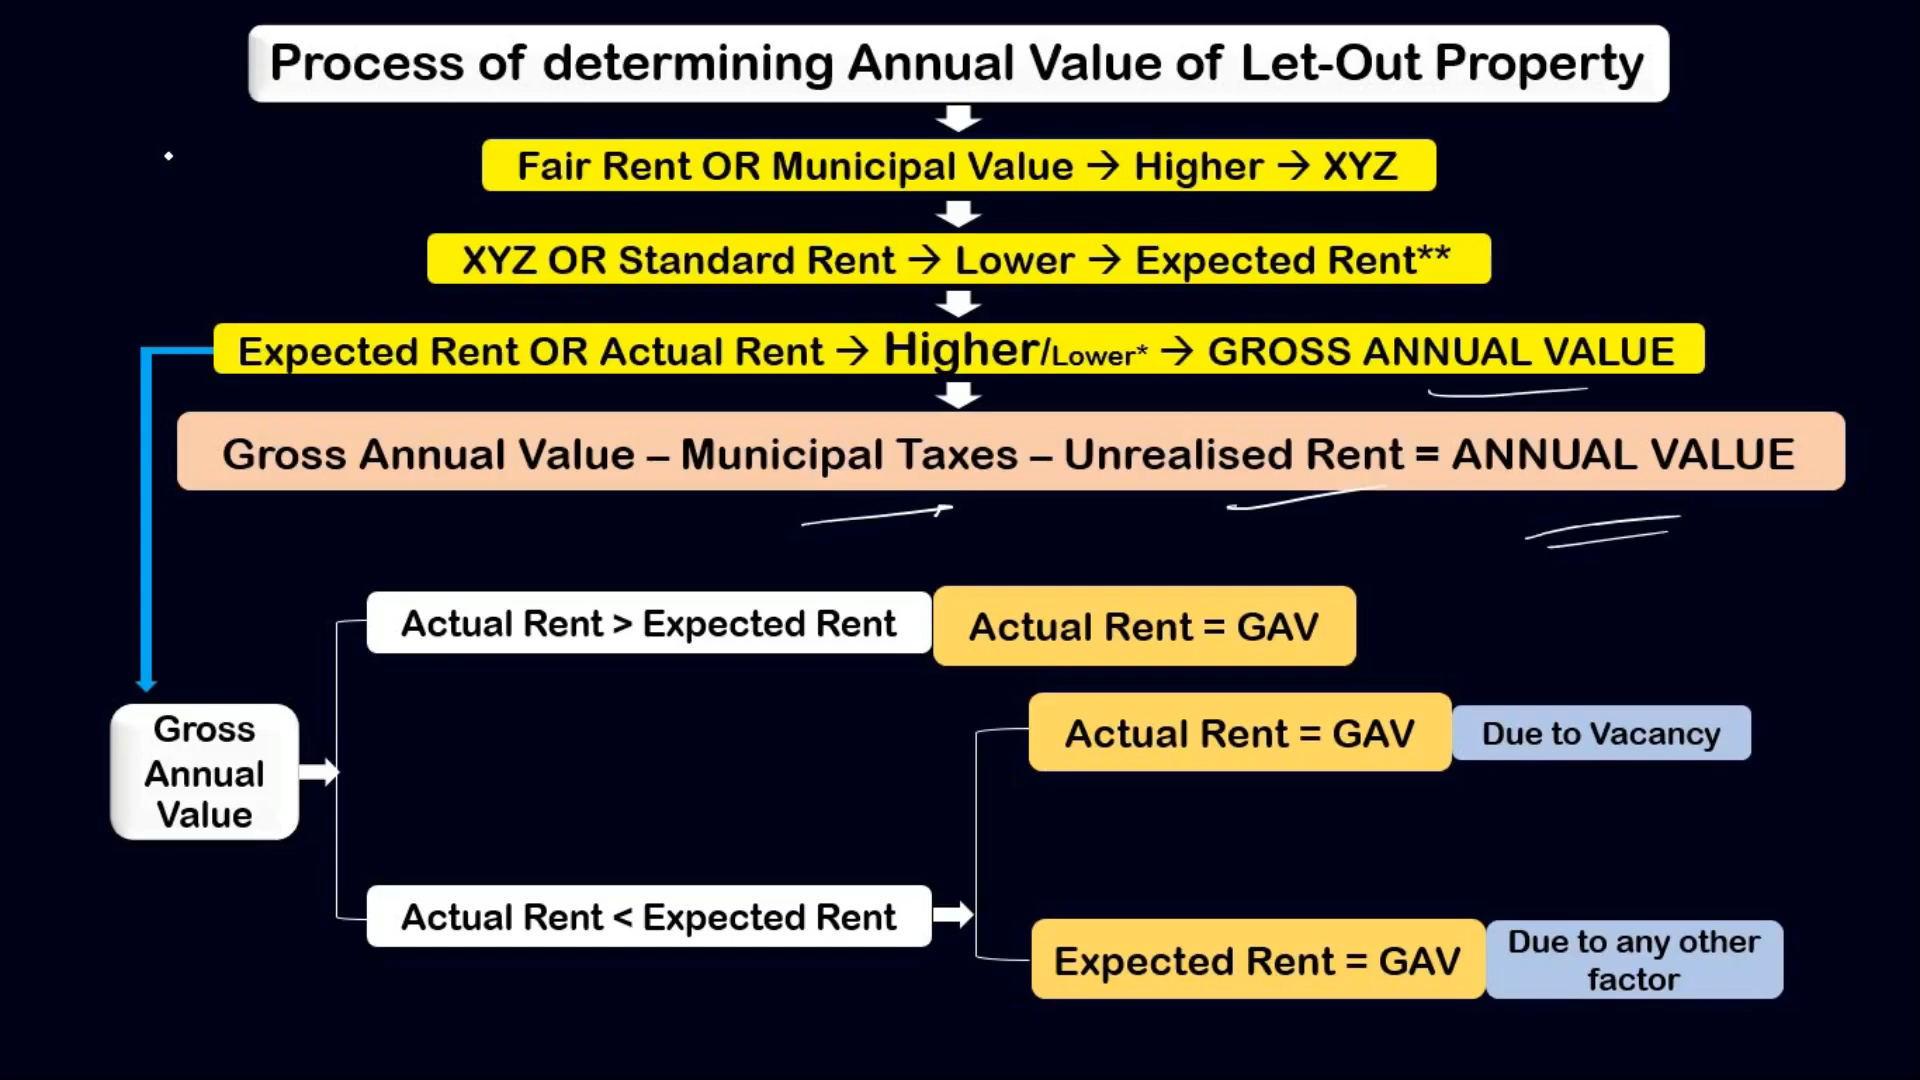 Process of determining Annual Value of Let-Out Property
Fair Rent OR Municipal Value → Higher → XYZ
XYZ OR Standard Rent → Lower → Expected Rent**
Expected Rent OR Actual Rent → Higher/Lower* → GROSS ANNUAL VALUE
Gross Annual Value – Municipal Taxes – Unrealised Rent = ANNUAL VALUE
Actual Rent > Expected Rent
Actual Rent = GAV
Actual Rent = GAV
Due to Vacancy
Gross
Annual
Value
Actual Rent < Expected Rent
Expected Rent = GAV
Due to any other
factor